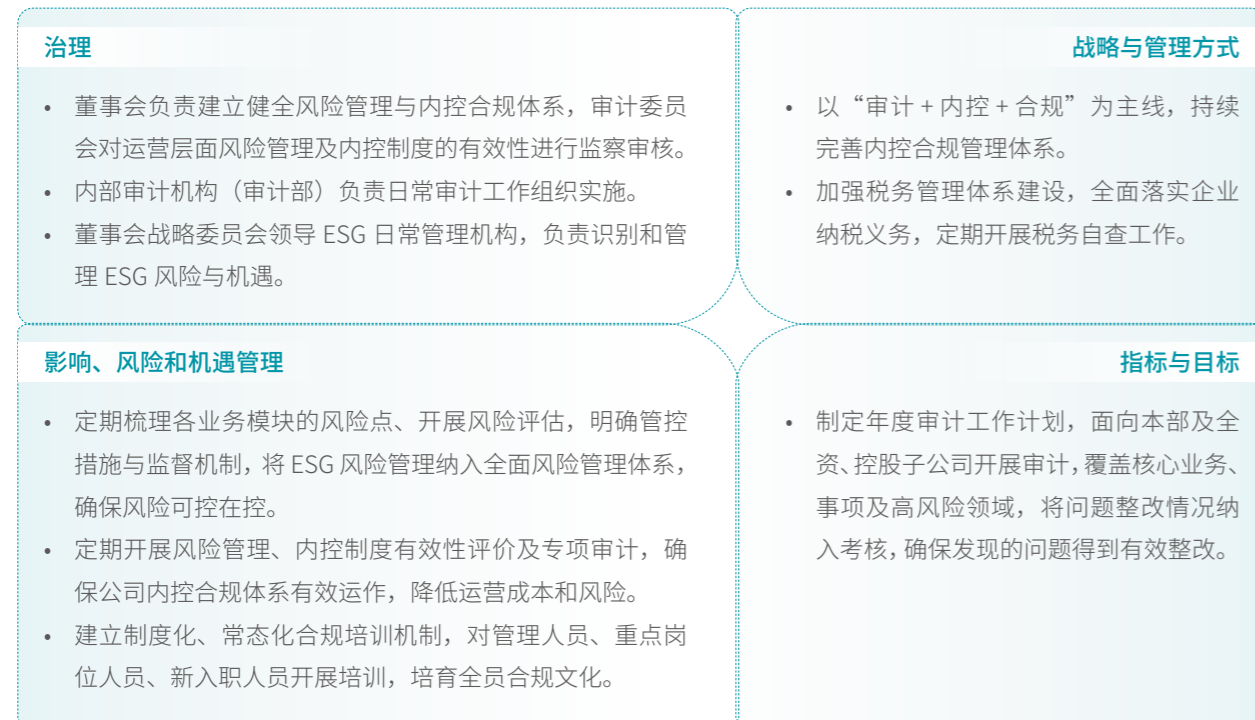 治理
• 董事会负责建立健全风险管理与内控合规体系，审计委员
会对运营层面风险管理及内控制度的有效性进行监察审核。
• 内部审计机构（审计部）负责日常审计工作组织实施。
• 董事会战略委员会领导 ESG 日常管理机构，负责识别和管
理 ESG 风险与机遇。
战略与管理方式
• 以“审计 + 内控 + 合规”为主线，持续
完善内控合规管理体系。
• 加强税务管理体系建设，全面落实企业
纳税义务，定期开展税务自查工作。
影响、风险和机遇管理
• 定期梳理各业务模块的风险点、开展风险评估，明确管控
措施与监督机制，将 ESG 风险管理纳入全面风险管理体系，
确保风险可控在控。
• 定期开展风险管理、内控制度有效性评价及专项审计，确
保公司内控合规体系有效运作，降低运营成本和风险。
• 建立制度化、常态化合规培训机制，对管理人员、重点岗
位人员、新入职人员开展培训，培育全员合规文化。
指标与目标
• 制定年度审计工作计划，面向本部及全
资、控股子公司开展审计，覆盖核心业务、
事项及高风险领域，将问题整改情况纳
入考核，确保发现的问题得到有效整改。